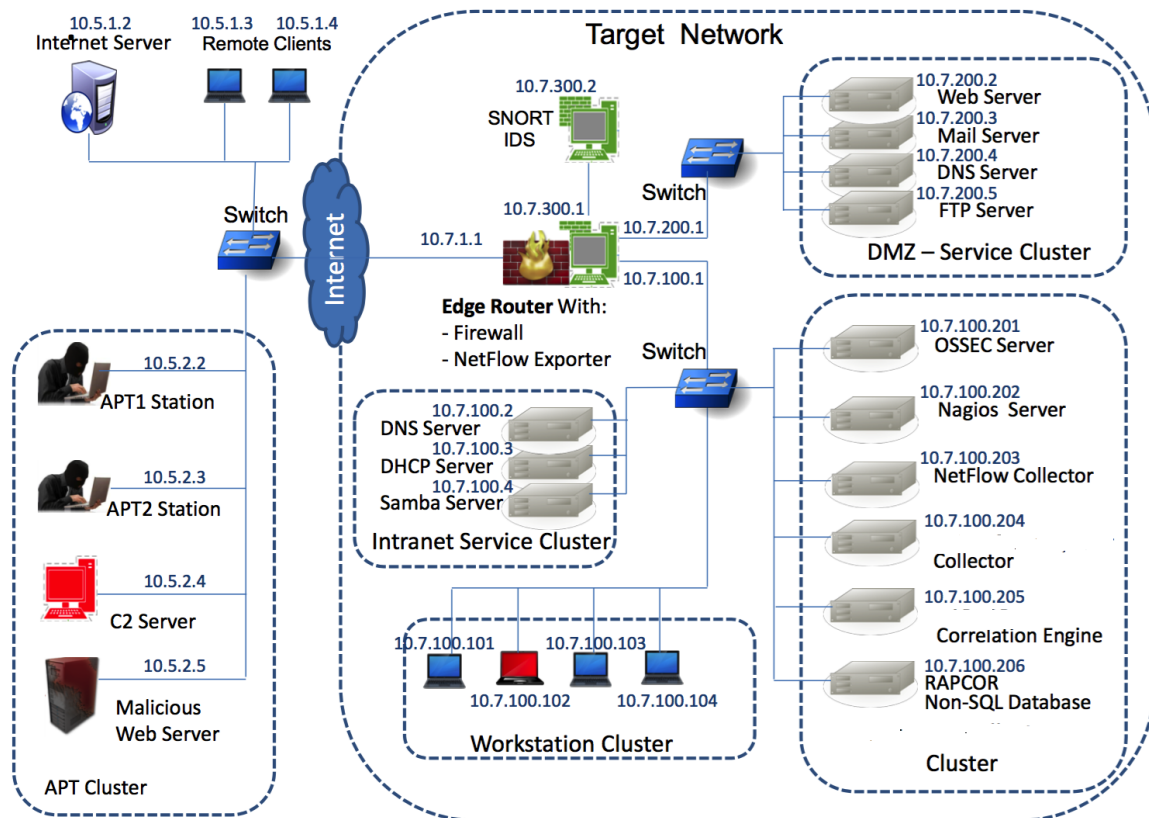 10.5.1.2
Internet Server
10.5.1.3
10.5.1.4
Remote Clients
Switch
Internet
10.5.2.2
APT1 Station
10.5.2.3
APT2 Station
10.5.2.4
C2 Server
10.5.2.5
Malicious
Web Server
APT Cluster
Target Network
10.7.300.2
SNORT
IDS
10.7.300.1
10.7.1.1
10.7.200.1
10.7.100.1
Edge Router With:
- Firewall
- NetFlow Exporter
Switch
10.7.200.2
Web Server
10.7.200.3
Mail Server
10.7.200.4
DNS Server
10.7.200.5
FTP Server
DMZ – Service Cluster
Switch
10.7.100.2
DNS Server
10.7.100.3
DHCP Server
10.7.100.4
Samba Server
Intranet Service Cluster
10.7.100.101
10.7.100.102
10.7.100.103
10.7.100.104
Workstation Cluster
10.7.100.201
OSSEC Server
10.7.100.202
Nagios Server
10.7.100.203
NetFlow Collector
10.7.100.204
Collector
10.7.100.205
Correlation Engine
10.7.100.206
RAPCOR
Non-SQL Database
Cluster